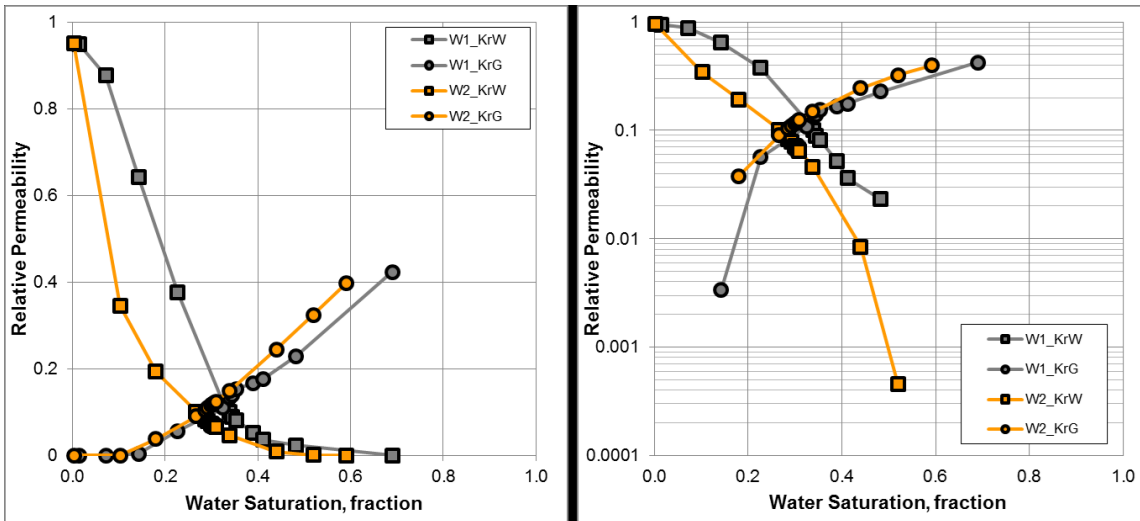 1
0.8
0.6
0.4
0.2
0
0.0
0.2
0.4
0.6
0.8
1.0
Relative Permeability
Water Saturation, fraction
W1_KrW
W1_KrG
W2_KrW
W2_KrG
1
0.1
0.01
0.001
0.0001
0.0
0.2
0.4
0.6
0.8
1.0
Relative Permeability
Water Saturation, fraction
W1_KrW
W1_KrG
W2_KrW
W2_KrG